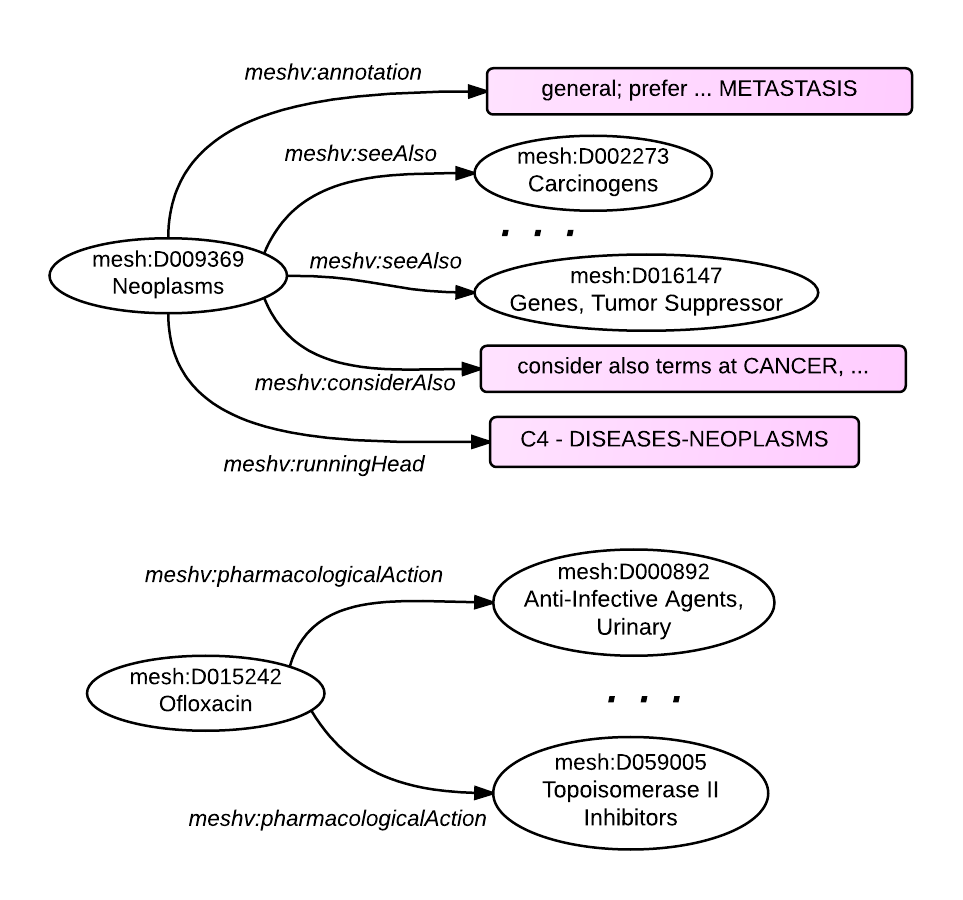 meshv:annotation
general; prefer ... METASTASIS
meshv:seeAlso
mesh:D002273
Carcinogens
. . .
mesh:D009369
Neoplasms
meshv:seeAlso
mesh:D016147
Genes, Tumor Suppressor
meshv:considerAlso
consider also terms at CANCER, ...
meshv:runningHead
C4 - DISEASES-NEOPLASMS
meshv:pharmacologicalAction
mesh:D000892
Anti-Infective Agents,
Urinary
mesh:D015242
Ofloxacin
. . .
meshv:pharmacologicalAction
mesh:D059005
Topoisomerase II
Inhibitors